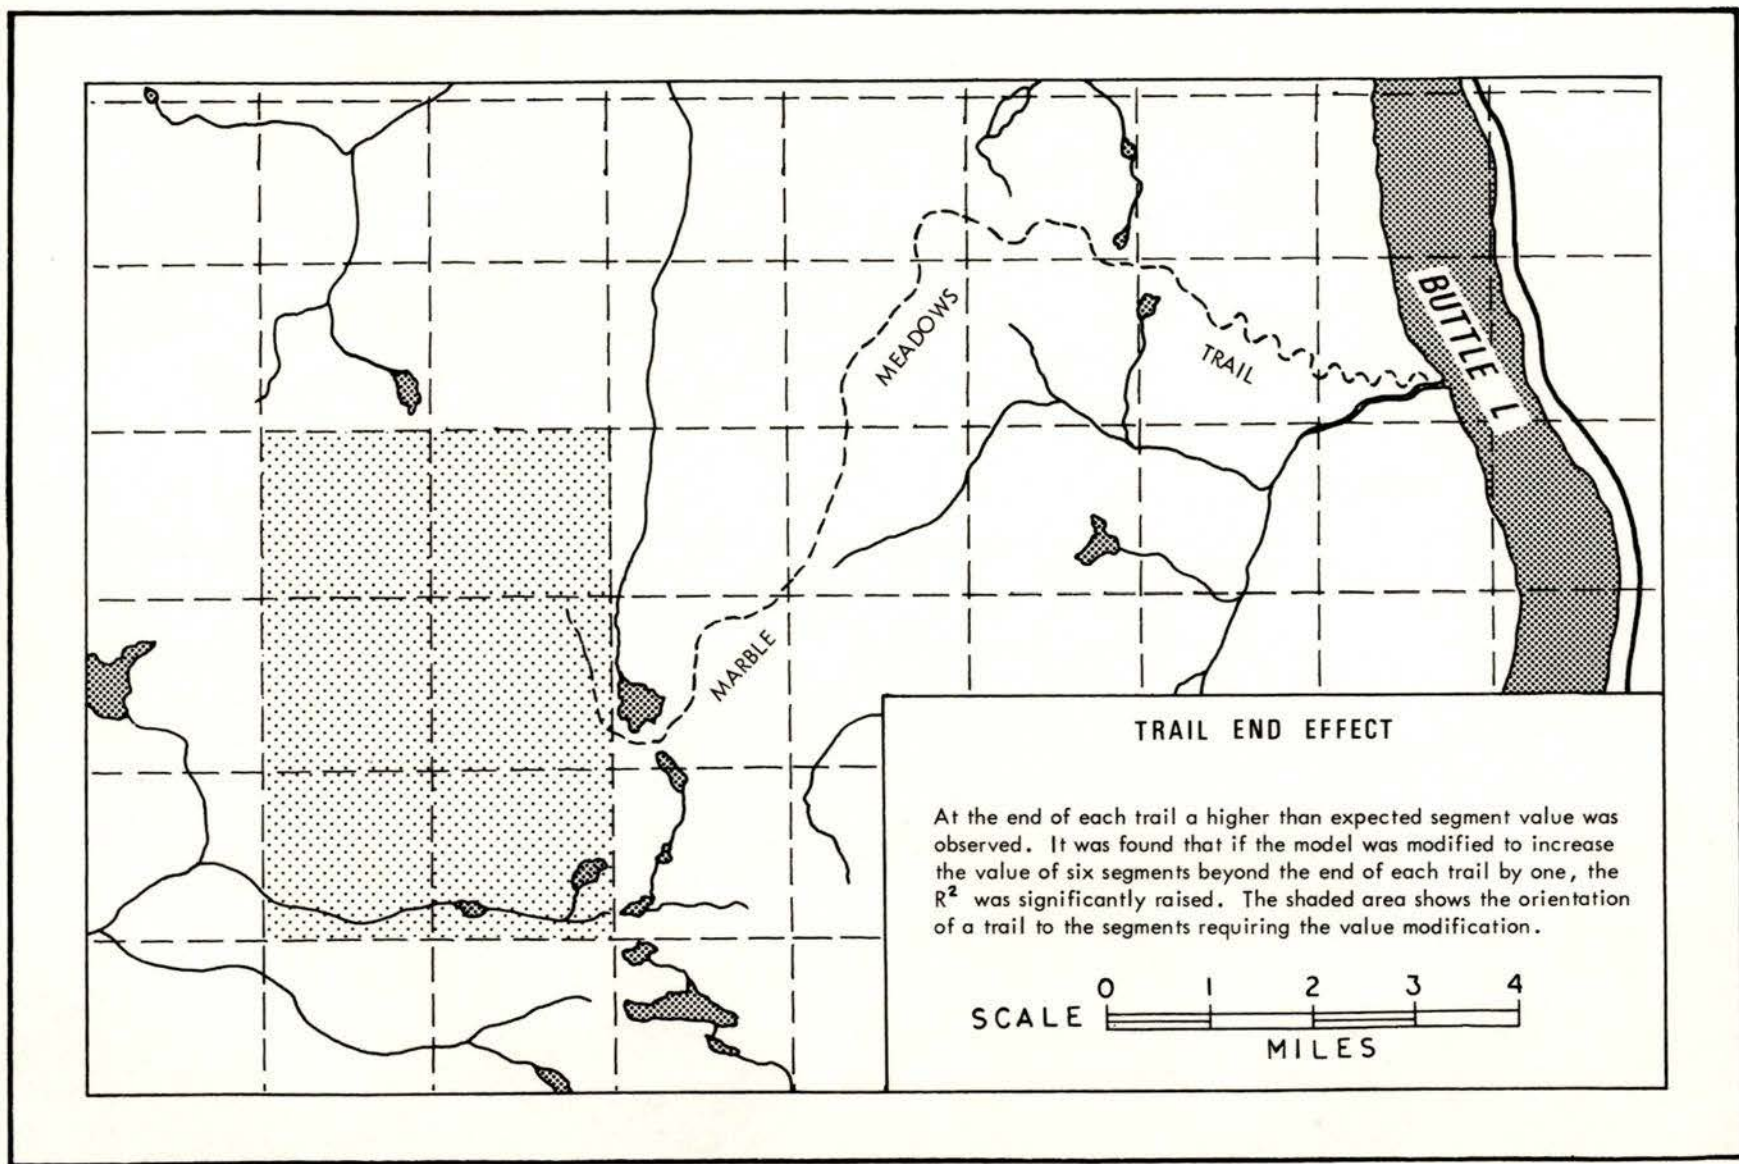 BUTTLE L
MEADOWS
TRAIL
MARBLE
TRAIL END EFFECT
At the end of each trail a higher than expected segment value was
observed. It was found that if the model was modified to increase
the value of six segments beyond the end of each trail by one, the
R² was significantly raised. The shaded area shows the orientation
of a trail to the segments requiring the value modification.
0 1 2 3 4
SCALE
MILES